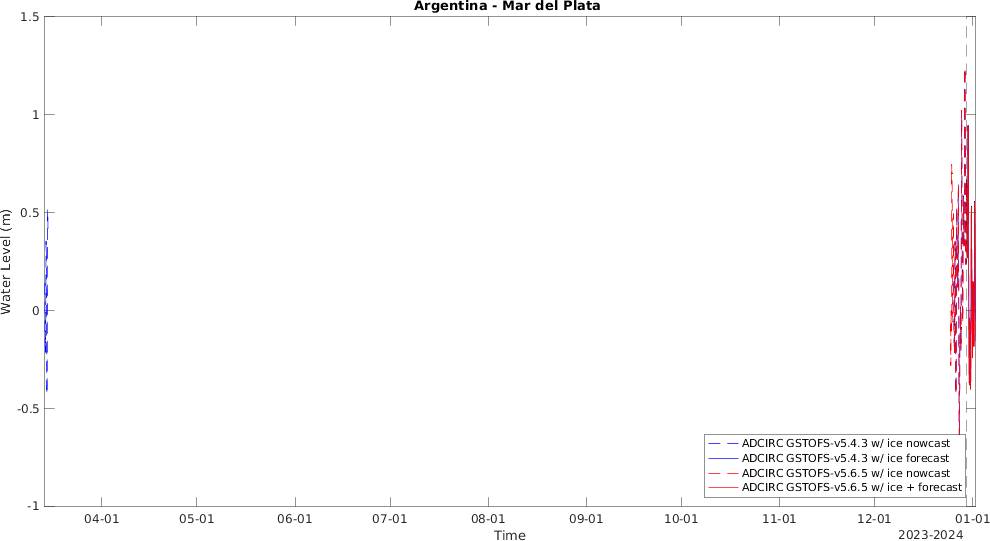 Argentina - Mar del Plata
1.5
1
0.5
0
-0.5
-1
Water Level (m)
ADCIRC GSTOFS-v5.4.3 w/ ice nowcast
ADCIRC GSTOFS-v5.4.3 w/ ice forecast
ADCIRC GSTOFS-v5.6.5 w/ ice nowcast
ADCIRC GSTOFS-v5.6.5 w/ ice + forecast
04-01 05-01 06-01 07-01 08-01 09-01 10-01 11-01 12-01 01-01
Time
2023-2024